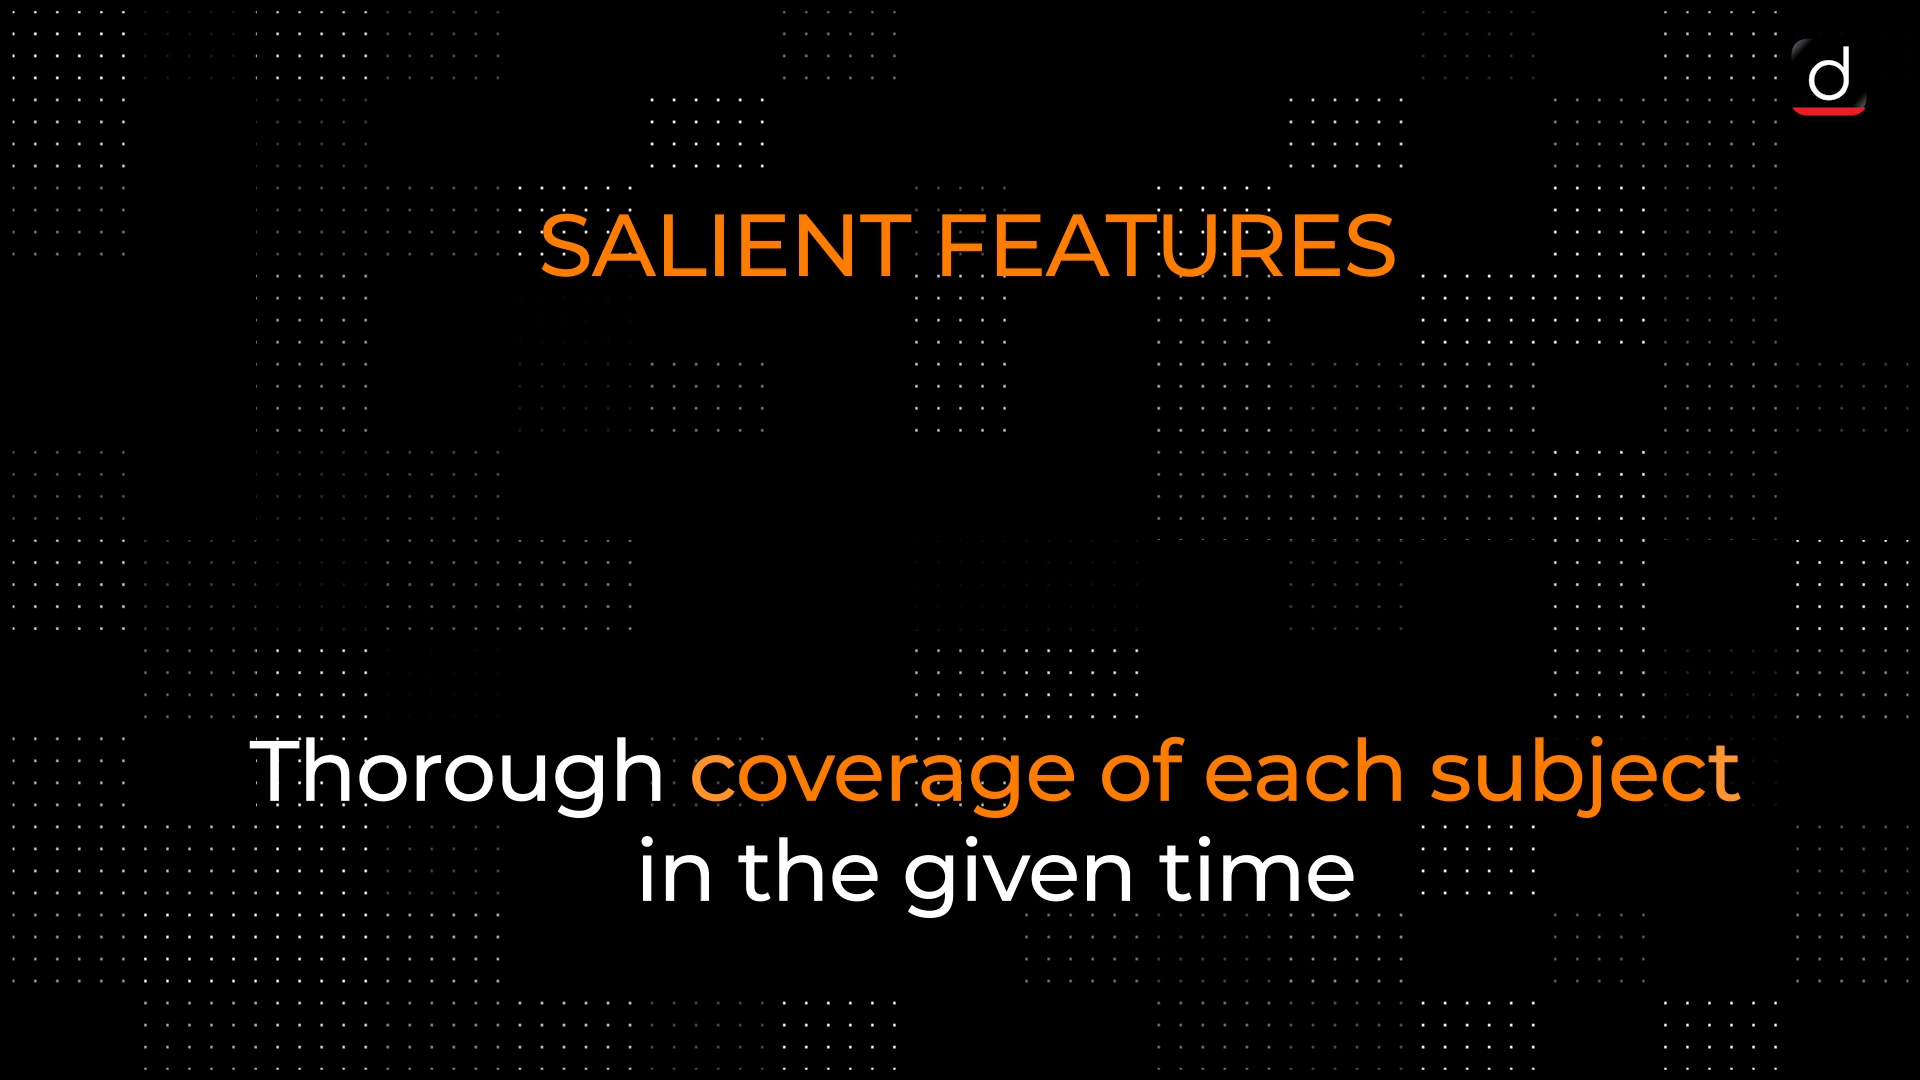 d
SALIENT FEATURES
Thorough coverage of each subject
in the given time